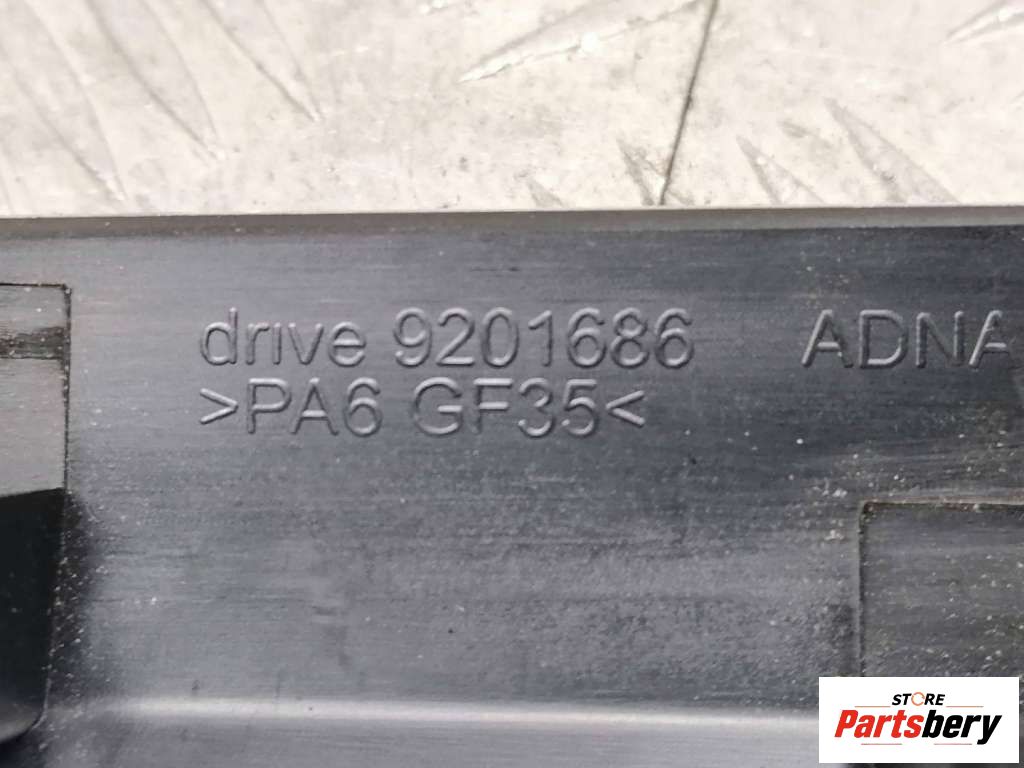 drive 9201686 ADNA
>PA6 GF35<
STORE
Partsbery